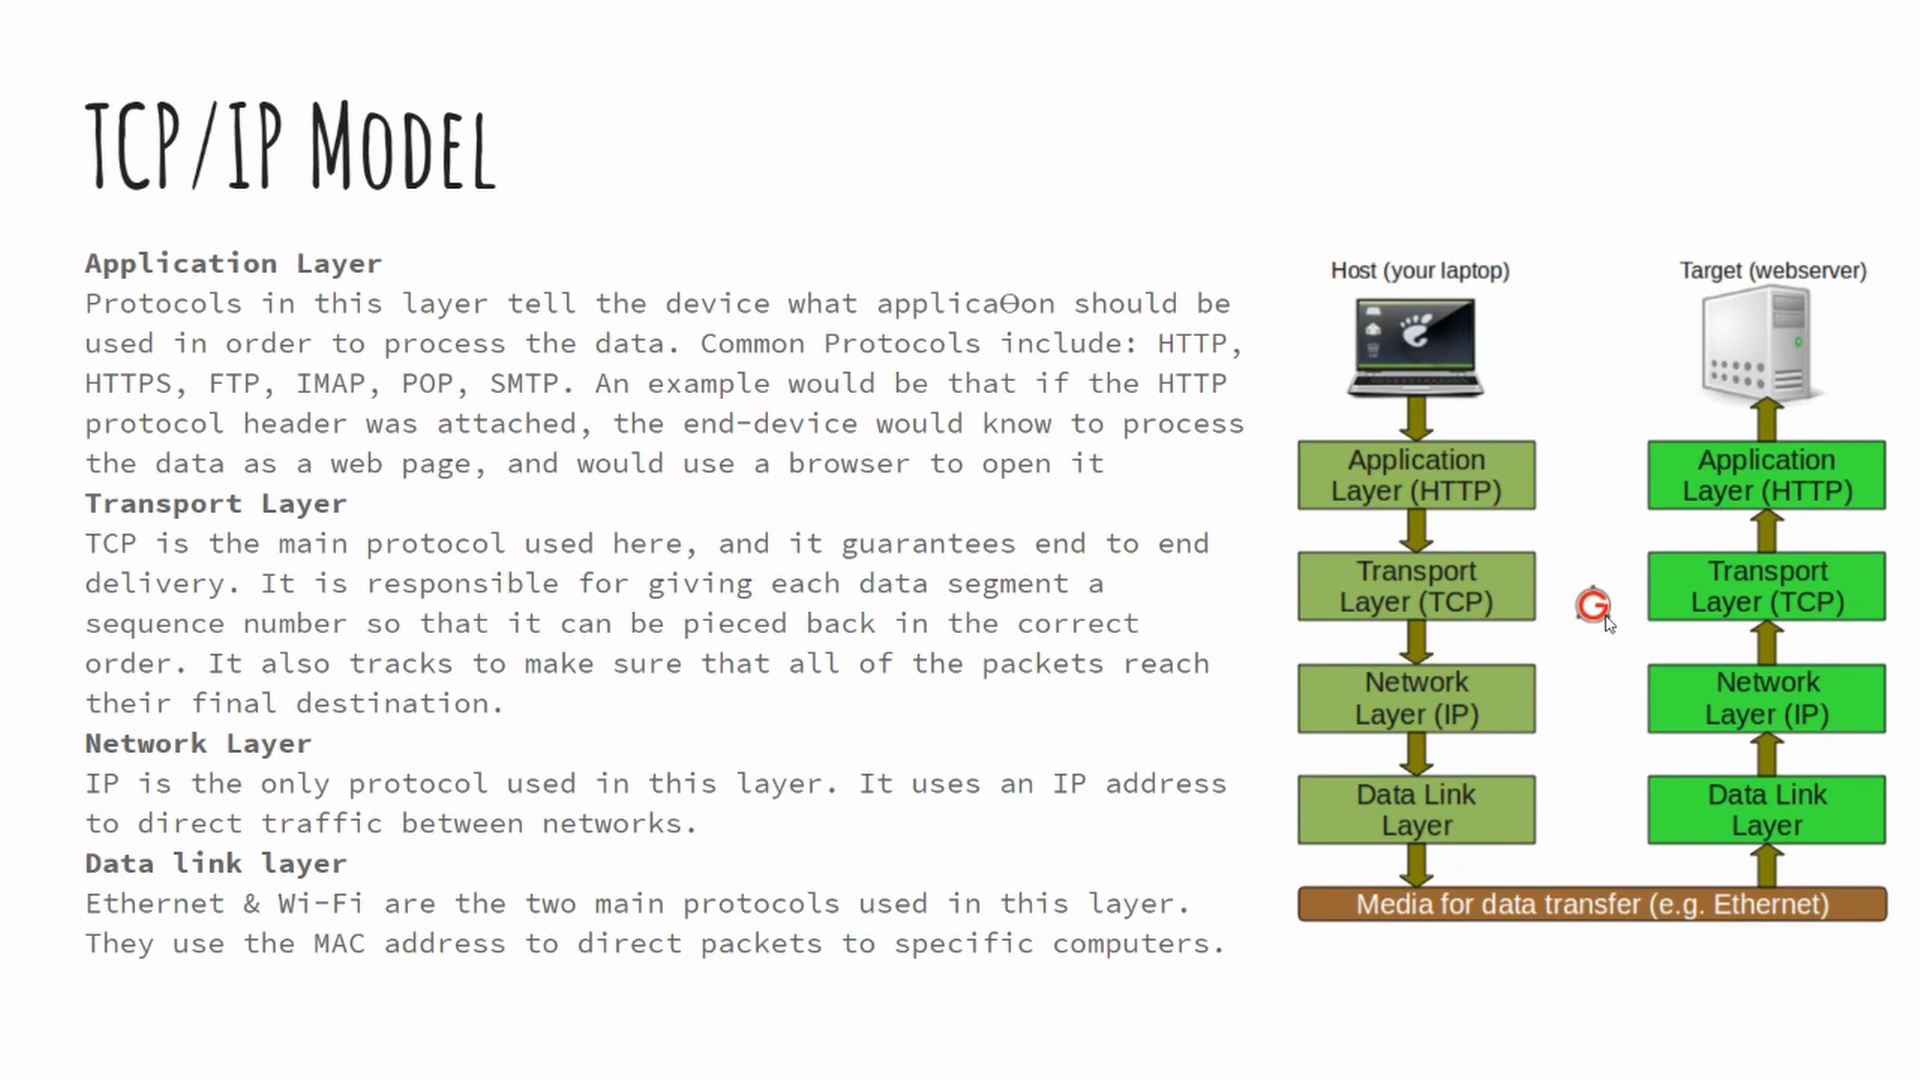 TCP/IP Model
Application Layer
Protocols in this layer tell the device what applicaƟon should be
used in order to process the data. Common Protocols include: HTTP,
HTTPS, FTP, IMAP, POP, SMTP. An example would be that if the HTTP
protocol header was attached, the end-device would know to process
the data as a web page, and would use a browser to open it
Transport Layer
TCP is the main protocol used here, and it guarantees end to end
delivery. It is responsible for giving each data segment a
sequence number so that it can be pieced back in the correct
order. It also tracks to make sure that all of the packets reach
their final destination.
Network Layer
IP is the only protocol used in this layer. It uses an IP address
to direct traffic between networks.
Data link layer
Ethernet & Wi-Fi are the two main protocols used in this layer.
They use the MAC address to direct packets to specific computers.
Host (your laptop)
Application
Layer (HTTP)
Transport
Layer (TCP)
Network
Layer (IP)
Data Link
Layer
G
Target (webserver)
Application
Layer (HTTP)
Transport
Layer (TCP)
Network
Layer (IP)
Data Link
Layer
Media for data transfer (e.g. Ethernet)